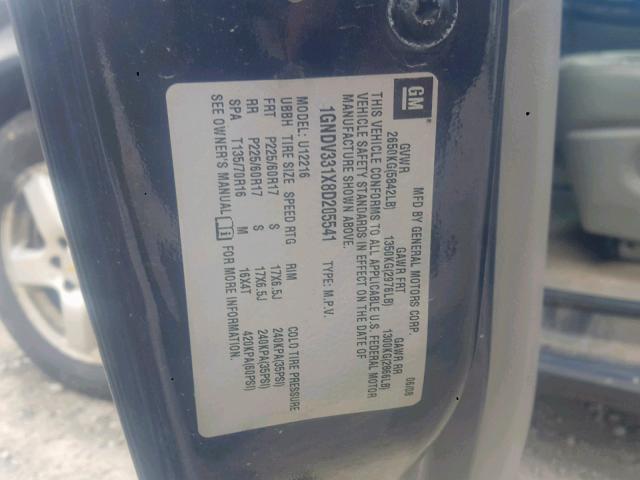 GM
MFD BY GENERAL MOTORS CORP. 06/08
GVWR GAWR FRT GAWR RR
2650KG(5842LB) 1350KG(2976LB) 1300KG(2866LB)
THIS VEHICLE CONFORMS TO ALL APPLICABLE U.S. FEDERAL MOTOR
VEHICLE SAFETY STANDARDS IN EFFECT ON THE DATE OF
MANUFACTURE SHOWN ABOVE.
1GNDV331X8D205541 TYPE: M.P.V.
MODEL: U12216
UBBH TIRE SIZE SPEED RTG RIM COLD TIRE PRESSURE
FRT P225/60R17 S 17X6.5J 240KPA(35PSI)
RR P225/60R17 S 17X6.5J 240KPA(35PSI)
SPA T135/70R16 M 16X4T 420KPA(60PSI)
SEE OWNER'S MANUAL FOR MORE INFORMATION.